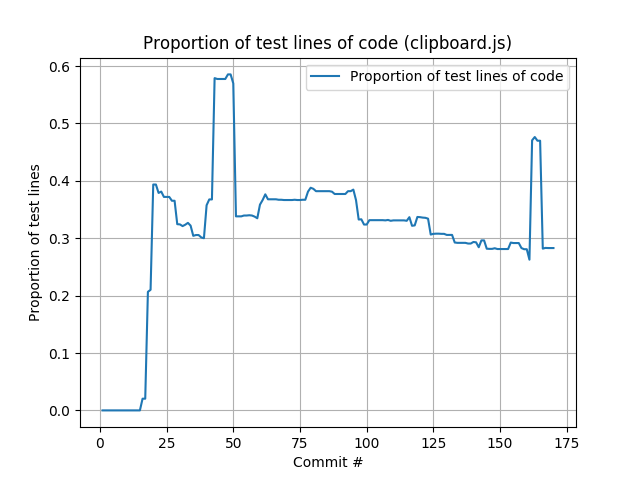 Proportion of test lines of code (clipboard.js)
Proportion of test lines of code
0.6
0.5
0.4
0.3
0.2
0.1
0.0
Proportion of test lines
0 25 50 75 100 125 150 175
Commit #